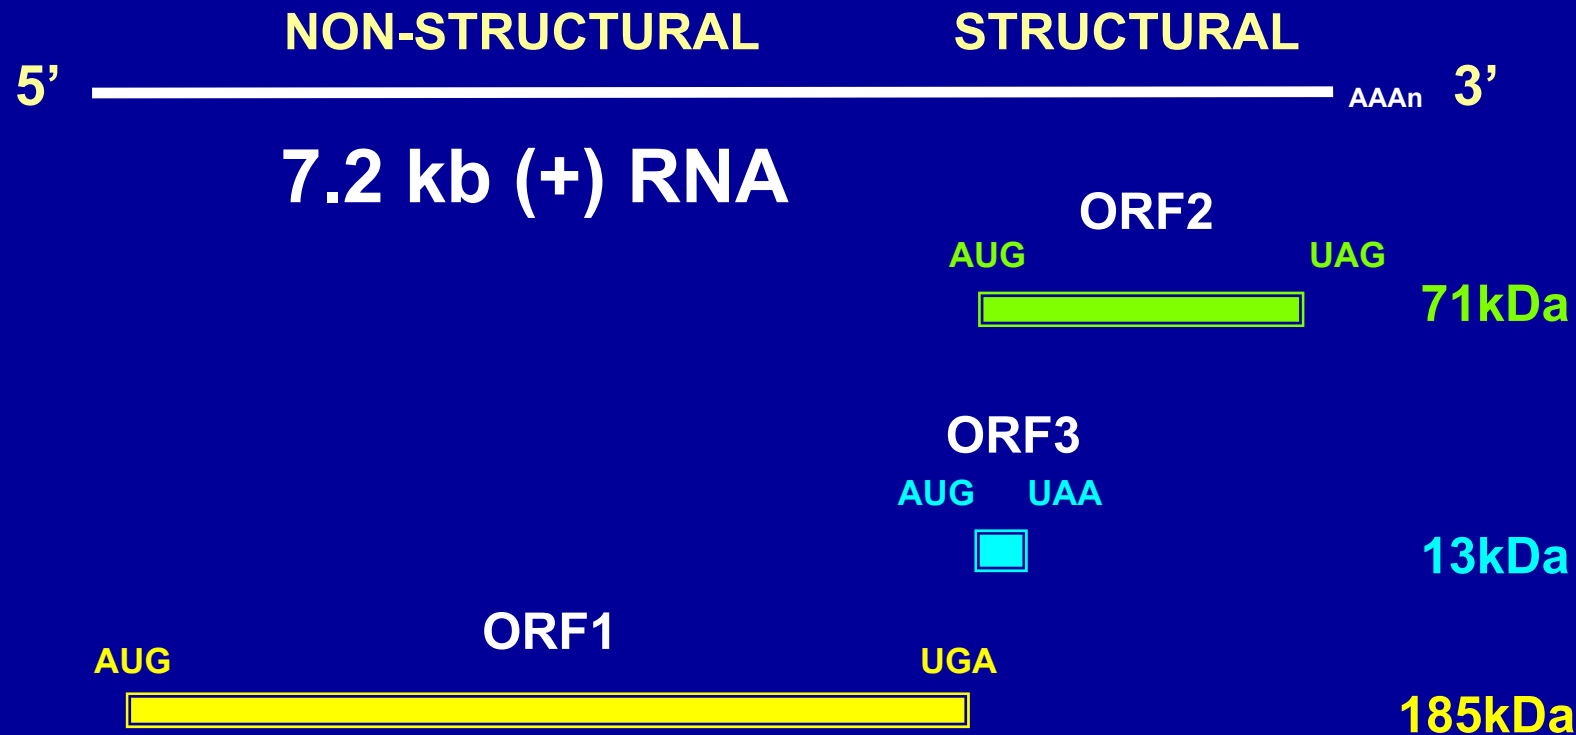 NON-STRUCTURAL STRUCTURAL
5’ AAAn 3’
7.2 kb (+) RNA
ORF2
AUG UAG
71kDa
ORF3
AUG UAA
13kDa
ORF1
AUG UGA
185kDa